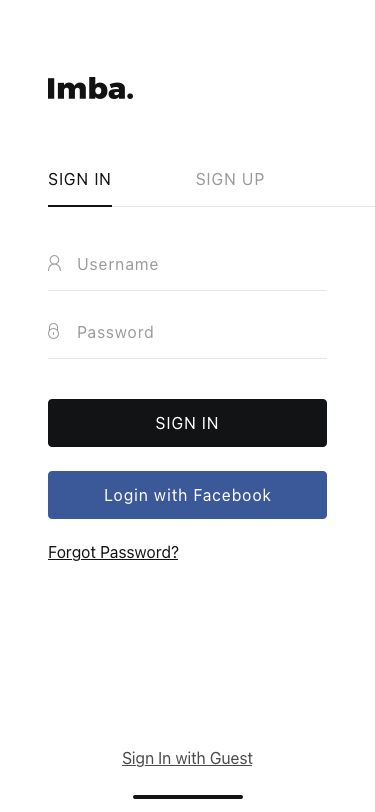 Imba.
SIGN IN SIGN UP
Username
Password
SIGN IN
Login with Facebook
Forgot Password?
Sign In with Guest